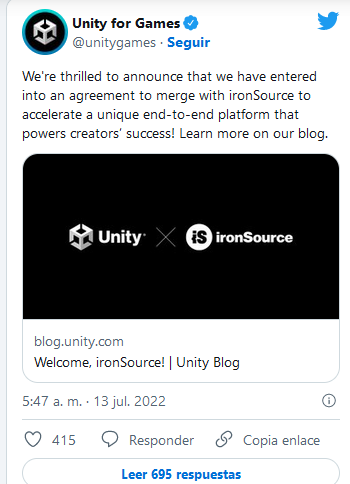 Unity for Games
@unitygames · Seguir
We're thrilled to announce that we have entered
into an agreement to merge with ironSource to
accelerate a unique end-to-end platform that
powers creators’ success! Learn more on our blog.
Unity iS ironSource
blog.unity.com
Welcome, ironSource! | Unity Blog
5:47 a. m. · 13 jul. 2022
415 Responder Copia enlace
Leer 695 respuestas